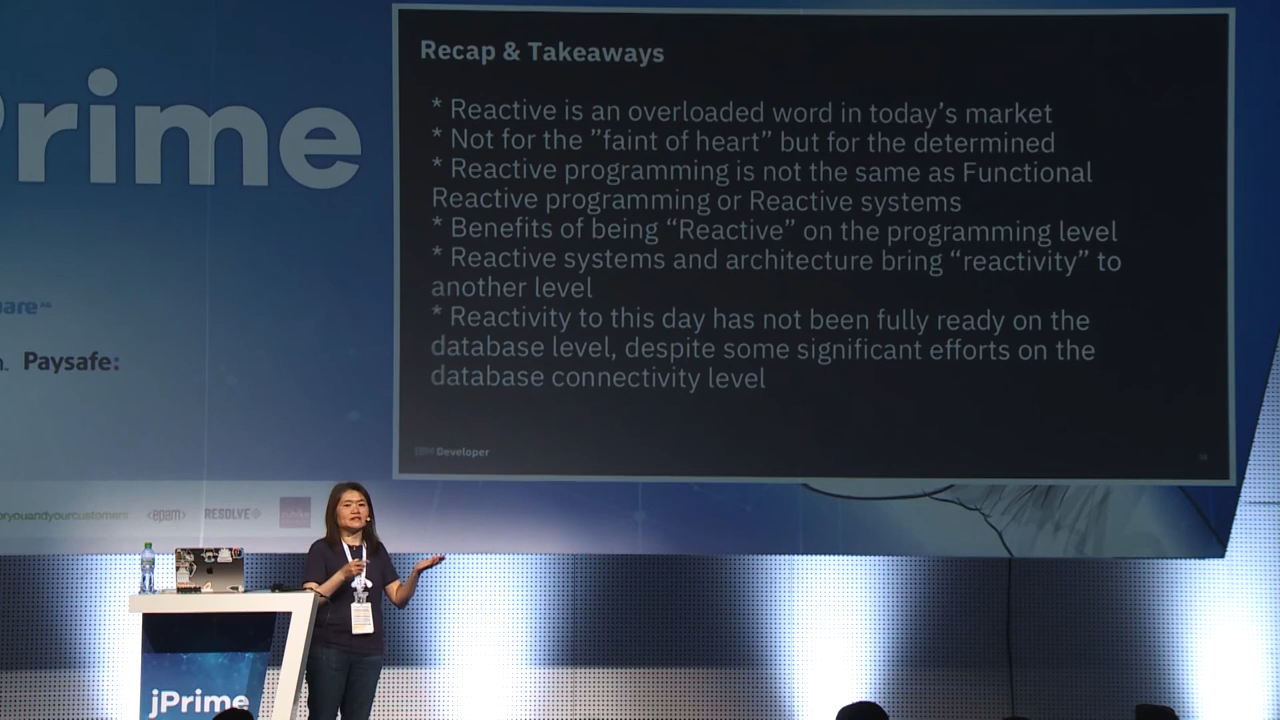 Recap & Takeaways
* Reactive is an overloaded word in today’s market
* Not for the ”faint of heart” but for the determined
* Reactive programming is not the same as Functional
Reactive programming or Reactive systems
* Benefits of being “Reactive” on the programming level
* Reactive systems and architecture bring “reactivity” to
another level
* Reactivity to this day has not been fully ready on the
database level, despite some significant efforts on the
database connectivity level
IBM Developer
Prime
Paysafe:
oryouandyourcustomers
<epam>
RESOLVE
jPrime